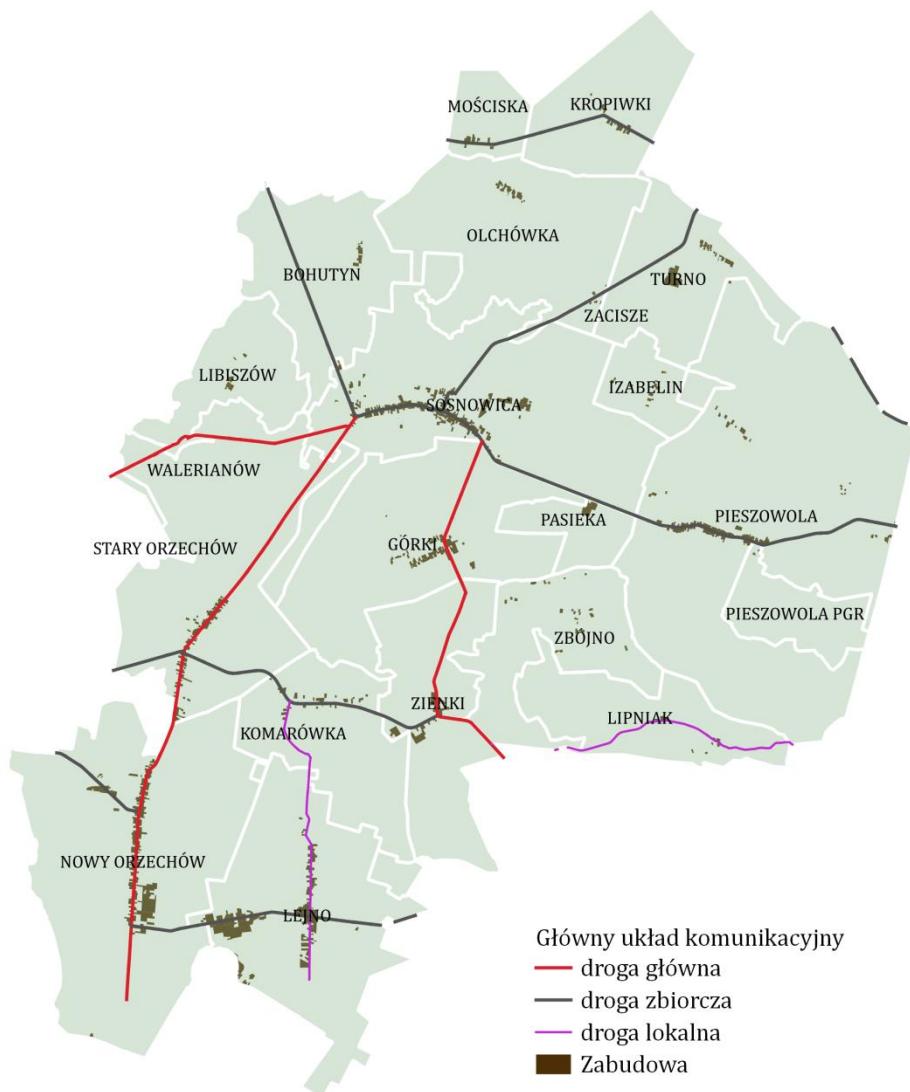 MOŚCISKA
KROPIWKI
OLCHÓWKA
BOHUTYN
TURNO
ZACISZE
LIBISZÓW
IZABELIN
SOSNOWICA
WALERIANÓW
PASIEKA
PIESZOWOLA
STARY ORZECHÓW
GÓRKI
PIESZOWOLA PGR
ZBÓJNO
ZIENKI
LIPNIAK
KOMARÓWKA
NOWY ORZECHÓW
LEJNO
Główny układ komunikacyjny
droga główna
droga zbiorcza
droga lokalna
Zabudowa